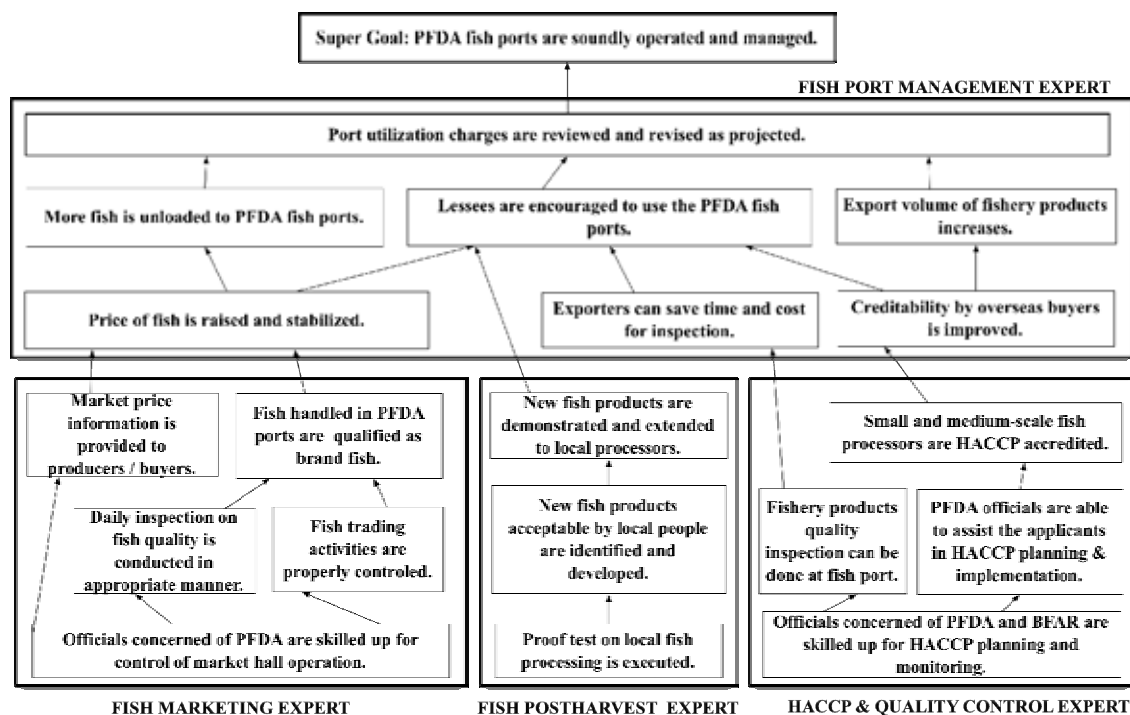 Super Goal: PFDA fish ports are soundly operated and managed.
FISH PORT MANAGEMENT EXPERT
Port utilization charges are reviewed and revised as projected.
More fish is unloaded to PFDA fish ports.
Lessees are encouraged to use the PFDA fish
ports.
Export volume of fishery products
increases.
Price of fish is raised and stabilized.
Exporters can save time and cost
for inspection.
Creditability by overseas buyers
is improved.
Market price
information is
provided to
producers / buyers.
Fish handled in PFDA
ports are qualified as
brand fish.
Daily inspection on
fish quality is
conducted in
appropriate manner.
Fish trading
activities are
properly controled.
Officials concerned of PFDA are skilled up for
control of market hall operation.
FISH MARKETING EXPERT
New fish products are
demonstrated and extended
to local processors.
New fish products
acceptable by local people
are identified and
developed.
Proof test on local fish
processing is executed.
FISH POSTHARVEST EXPERT
Small and medium-scale fish
processors are HACCP accredited.
Fishery products
quality
inspection can be
done at fish port.
PFDA officials are able
to assist the applicants
in HACCP planning &
implementation.
Officials concerned of PFDA and BFAR are
skilled up for HACCP planning and
monitoring.
HACCP & QUALITY CONTROL EXPERT